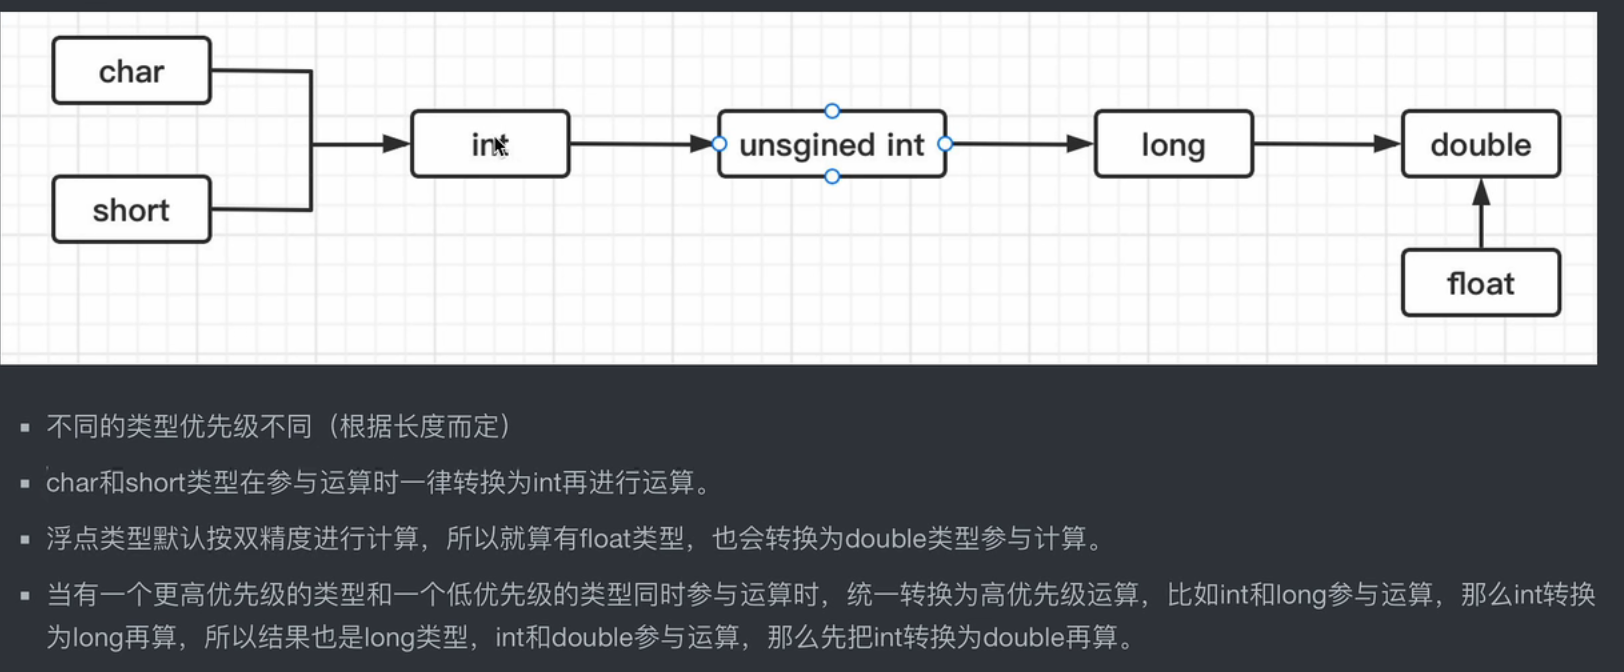 char
short
int
unsgined int
long
double
float
不同的类型优先级不同（根据长度而定）
char和short类型在参与运算时一律转换为int再进行运算。
浮点类型默认按双精度进行计算，所以就算有float类型，也会转换为double类型参与计算。
当有一个更高优先级的类型和一个低优先级的类型同时参与运算时，统一转换为高优先级运算，比如int和long参与运算，那么int转换
为long再算，所以结果也是long类型，int和double参与运算，那么先把int转换为double再算。